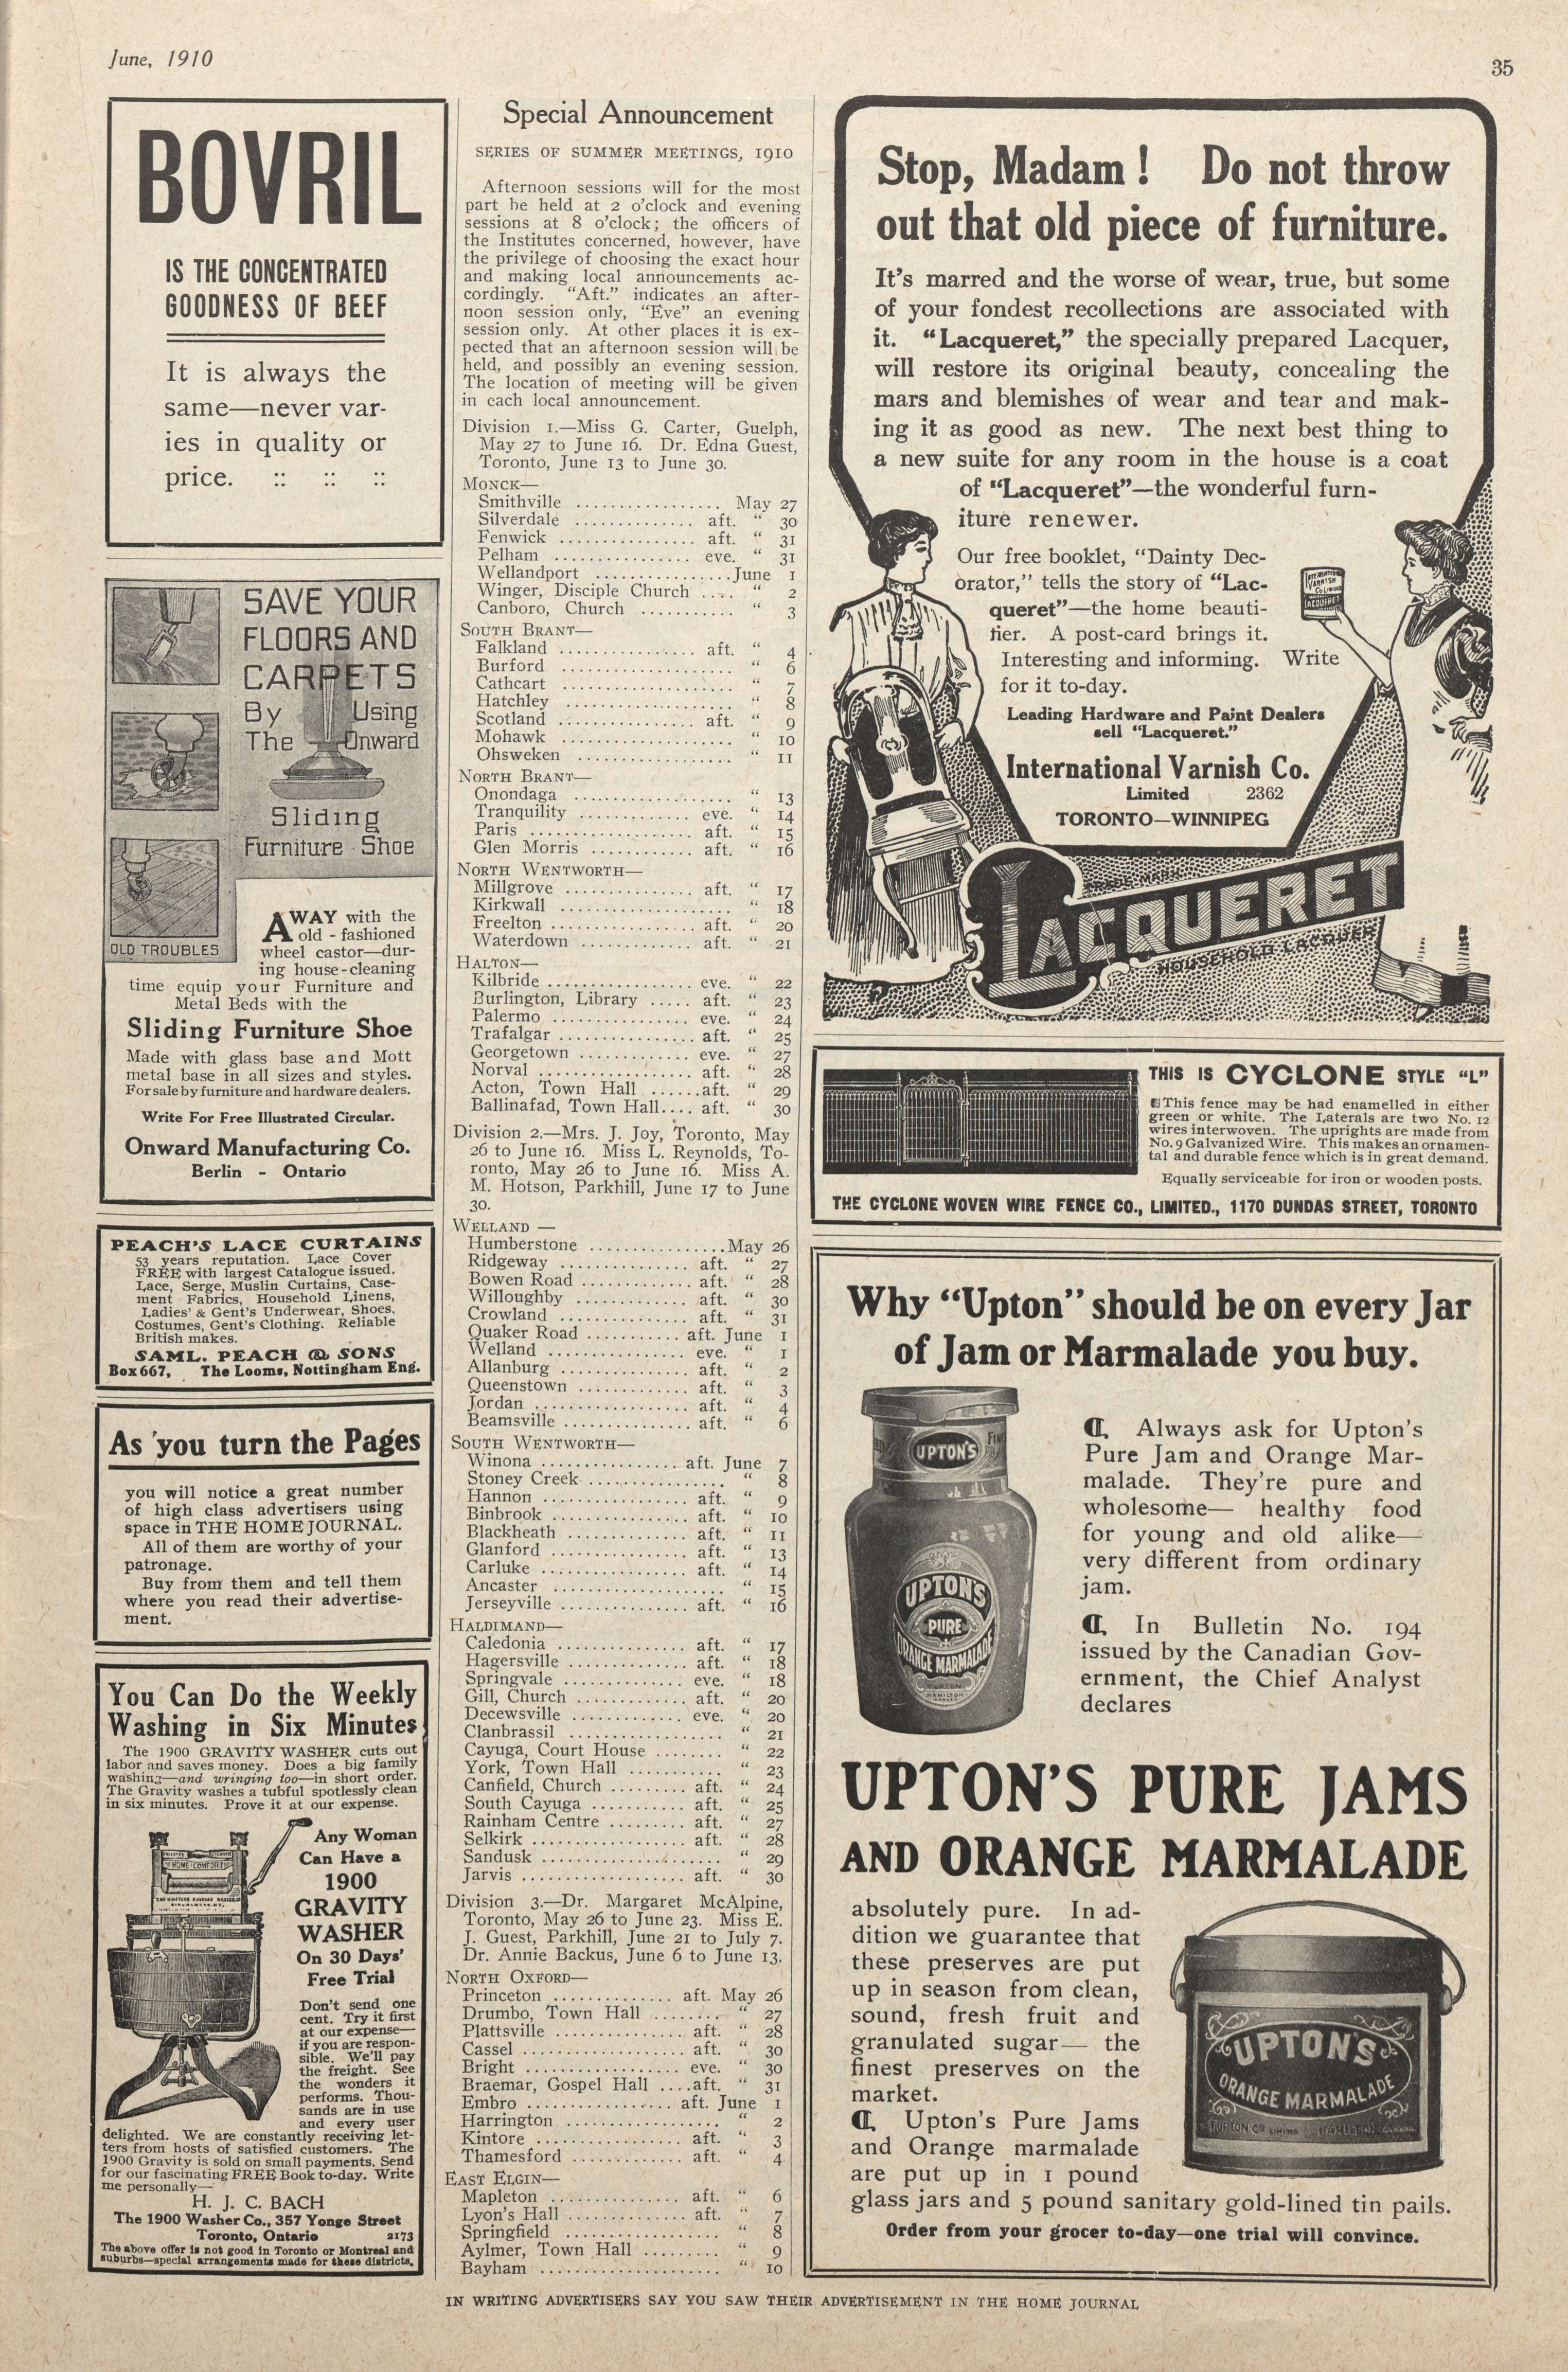 June, 1910
35
BOVRIL
IS THE CONCENTRATED
GOODNESS OF BEEF
It is always the
same—never var-
ies in quality or
price. :: :: ::
SAVE YOUR
FLOORS AND
CARPETS
By Using
The Onward
Sliding
Furniture Shoe
OLD TROUBLES
AWAY with the
old - fashioned
wheel castor—dur-
ing house-cleaning
time equip your Furniture and
Metal Beds with the
Sliding Furniture Shoe
Made with glass base and Mott
metal base in all sizes and styles.
For sale by furniture and hardware dealers.
Write For Free Illustrated Circular.
Onward Manufacturing Co.
Berlin - Ontario
PEACH'S LACE CURTAINS
53 years reputation. Lace Cover
FREE with largest Catalogue issued.
Lace, Serge, Muslin Curtains, Case-
ment Fabrics, Household Linens,
Ladies' & Gent's Underwear, Shoes,
Costumes, Gent's Clothing. Reliable
British makes.
SAML. PEACH & SONS
Box 667, The Looms, Nottingham Eng.
As you turn the Pages
you will notice a great number
of high class advertisers using
space in THE HOME JOURNAL.
All of them are worthy of your
patronage.
Buy from them and tell them
where you read their advertise-
ment.
You Can Do the Weekly
Washing in Six Minutes
The 1900 GRAVITY WASHER cuts out
labor and saves money. Does a big family
washing—and wringing too—in short order.
The Gravity washes a tubful spotlessly clean
in six minutes. Prove it at our expense.
HOME COMFORT
Any Woman
Can Have a
1900
GRAVITY
WASHER
On 30 Days'
Free Trial
Don't send one
cent. Try it first
at our expense—
if you are respon-
sible. We'll pay
the freight. See
the wonders it
performs. Thou-
sands are in use
and every user
delighted. We are constantly receiving let-
ters from hosts of satisfied customers. The
1900 Gravity is sold on small payments. Send
for our fascinating FREE Book to-day. Write
me personally—
H. J. C. BACH
The 1900 Washer Co., 357 Yonge Street
Toronto, Ontario 2173
The above offer is not good in Toronto or Montreal and
suburbs—special arrangements made for these districts.
Special Announcement
SERIES OF SUMMER MEETINGS, 1910
Afternoon sessions will for the most
part be held at 2 o'clock and evening
sessions at 8 o'clock; the officers of
the Institutes concerned, however, have
the privilege of choosing the exact hour
and making local announcements ac-
cordingly. "Aft." indicates an after-
noon session only, "Eve" an evening
session only. At other places it is ex-
pected that an afternoon session will be
held, and possibly an evening session.
The location of meeting will be given
in each local announcement.
Division 1.—Miss G. Carter, Guelph,
May 27 to June 16. Dr. Edna Guest,
Toronto, June 13 to June 30.
MONCK—
Smithville ................. May 27
Silverdale .............. aft. " 30
Fenwick ................ aft. " 31
Pelham ................ eve. " 31
Wellandport ................June 1
Winger, Disciple Church .... " 2
Canboro, Church ........... " 3
SOUTH BRANT—
Falkland ................ aft. " 4
Burford .................... " 6
Cathcart .................... " 7
Hatchley .................... " 8
Scotland ................ aft. " 9
Mohawk .................... " 10
Ohsweken .................. " 11
NORTH BRANT—
Onondaga ................... " 13
Tranquility ............. eve. " 14
Paris ................... aft. " 15
Glen Morris ............ aft. " 16
NORTH WENTWORTH—
Millgrove ............... aft. " 17
Kirkwall .................... " 18
Freelton ................. aft. " 20
Waterdown ............. aft. " 21
HALTON—
Kilbride ................. eve. " 22
Burlington, Library ..... aft. " 23
Palermo ................ eve. " 24
Trafalgar ................ aft. " 25
Georgetown ............. eve. " 27
Norval .................. aft. " 28
Acton, Town Hall ......aft. " 29
Ballinafad, Town Hall.... aft. " 30
Division 2.—Mrs. J. Joy, Toronto, May
26 to June 16. Miss L. Reynolds, To-
ronto, May 26 to June 16. Miss A.
M. Hotson, Parkhill, June 17 to June
30.
WELLAND —
Humberstone ................May 26
Ridgeway ............... aft. " 27
Bowen Road ............. aft. " 28
Willoughby ............. aft. " 30
Crowland ............... aft. " 31
Quaker Road ........... aft. June 1
Welland ................ eve. " 1
Allanburg ............... aft. " 2
Queenstown ............. aft. " 3
Jordan .................. aft. " 4
Beamsville ............... aft. " 6
SOUTH WENTWORTH—
Winona ................ aft. June 7
Stoney Creek ............... " 8
Hannon ................. aft. " 9
Binbrook ................ aft. " 10
Blackheath .............. aft. " 11
Glanford ................ aft. " 13
Carluke ................. aft. " 14
Ancaster .................... " 15
Jerseyville ............... aft. " 16
HALDIMAND—
Caledonia ............... aft. " 17
Hagersville .............. aft. " 18
Springvale ............... eve. " 18
Gill, Church ............. aft. " 20
Decewsville ............. eve. " 20
Clanbrassil .................. " 21
Cayuga, Court House ........ " 22
York, Town Hall ........... " 23
Canfield, Church ......... aft. " 24
South Cayuga ........... aft. " 25
Rainham Centre ......... aft. " 27
Selkirk .................. aft. " 28
Sandusk ..................... " 29
Jarvis ................... aft. " 30
Division 3.—Dr. Margaret McAlpine,
Toronto, May 26 to June 23. Miss E.
J. Guest, Parkhill, June 21 to July 7.
Dr. Annie Backus, June 6 to June 13.
NORTH OXFORD—
Princeton ............. aft. May 26
Drumbo, Town Hall ........ " 27
Plattsville ............... aft. " 28
Cassel .................. aft. " 30
Bright .................. eve. " 30
Braemar, Gospel Hall ....aft. " 31
Embro ................. aft. June 1
Harrington .................. " 2
Kintore ................. aft. " 3
Thamesford ............. aft. " 4
EAST ELGIN—
Mapleton ............... aft. " 6
Lyon's Hall .............. aft. " 7
Springfield .................. " 8
Aylmer, Town Hall ......... " 9
Bayham ..................... " 10
Stop, Madam! Do not throw
out that old piece of furniture.
It's marred and the worse of wear, true, but some
of your fondest recollections are associated with
it. "Lacqueret," the specially prepared Lacquer,
will restore its original beauty, concealing the
mars and blemishes of wear and tear and mak-
ing it as good as new. The next best thing to
a new suite for any room in the house is a coat
of "Lacqueret"—the wonderful furn-
iture renewer.
Our free booklet, "Dainty Dec-
orator," tells the story of "Lac-
queret"—the home beauti-
fier. A post-card brings it.
Interesting and informing. Write
for it to-day.
Leading Hardware and Paint Dealers
sell "Lacqueret."
International Varnish Co.
Limited 2362
TORONTO—WINNIPEG
VARNISH
LACQUERET
TRADE MARK
LACQUERET
HOUSEHOLD LACQUER
THIS IS CYCLONE STYLE "L"
This fence may be had enamelled in either
green or white. The Laterals are two No. 12
wires interwoven. The uprights are made from
No. 9 Galvanized Wire. This makes an ornamen-
tal and durable fence which is in great demand.
Equally serviceable for iron or wooden posts.
THE CYCLONE WOVEN WIRE FENCE CO., LIMITED., 1170 DUNDAS STREET, TORONTO
Why "Upton" should be on every Jar
of Jam or Marmalade you buy.
UPTON'S
UPTON'S
PURE
ORANGE MARMALADE
UPTON
HAMILTON
¶ Always ask for Upton's
Pure Jam and Orange Mar-
malade. They're pure and
wholesome— healthy food
for young and old alike—
very different from ordinary
jam.
¶ In Bulletin No. 194
issued by the Canadian Gov-
ernment, the Chief Analyst
declares
UPTON'S PURE JAMS
AND ORANGE MARMALADE
absolutely pure. In ad-
dition we guarantee that
these preserves are put
up in season from clean,
sound, fresh fruit and
granulated sugar— the
finest preserves on the
market.
¶ Upton's Pure Jams
and Orange marmalade
are put up in 1 pound
glass jars and 5 pound sanitary gold-lined tin pails.
Order from your grocer to-day—one trial will convince.
UPTON'S
ORANGE MARMALADE
UPTON CO LIMITED HAMILTON CANADA
IN WRITING ADVERTISERS SAY YOU SAW THEIR ADVERTISEMENT IN THE HOME JOURNAL